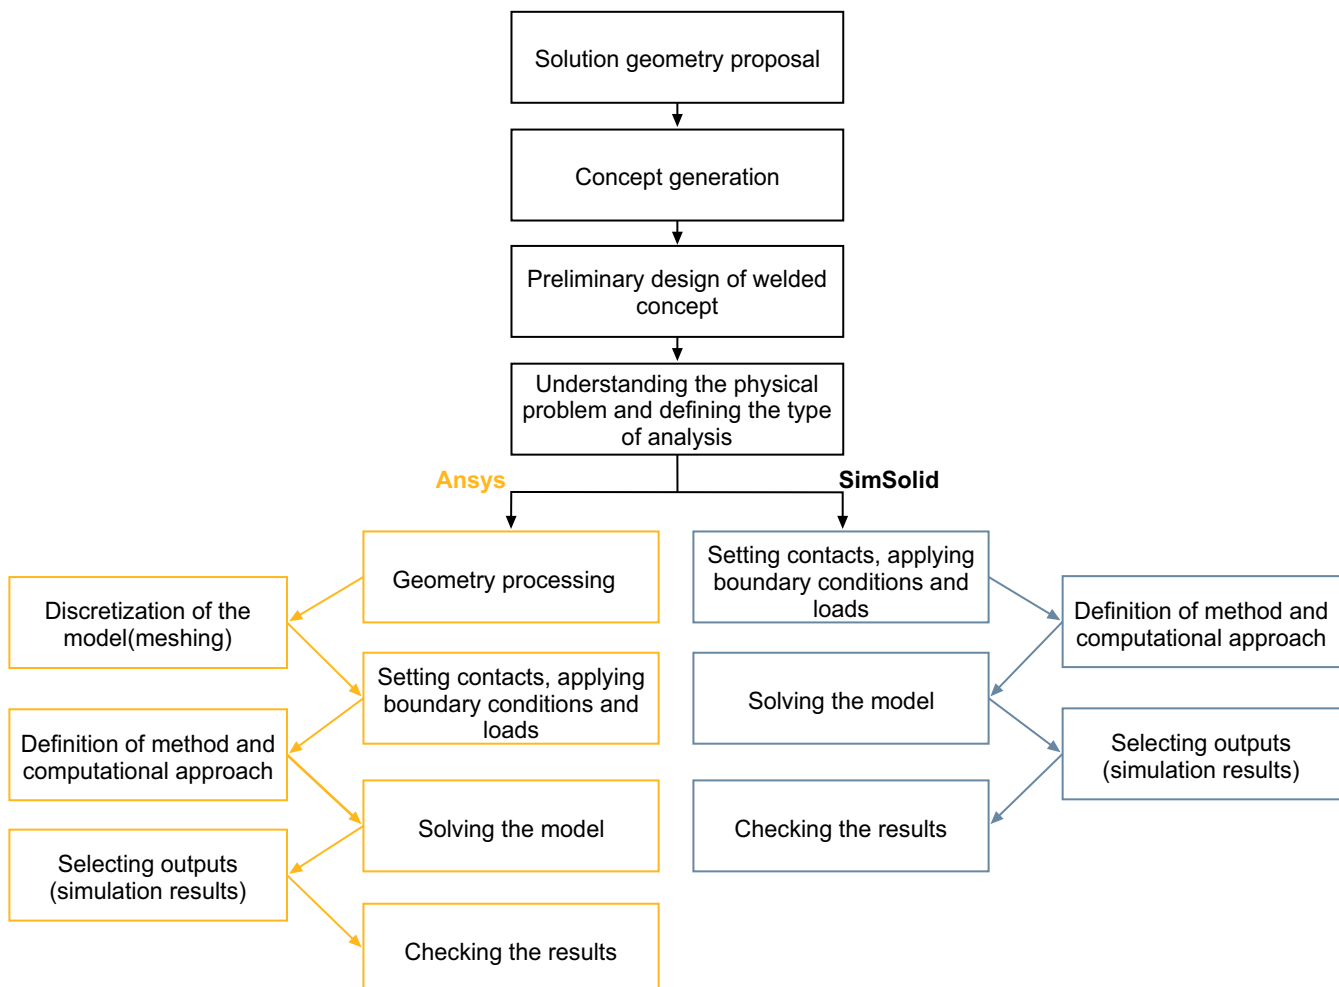 Solution geometry proposal
Concept generation
Preliminary design of welded
concept
Understanding the physical
problem and defining the type
of analysis
Ansys
SimSolid
Geometry processing
Discretization of the
model(meshing)
Setting contacts, applying
boundary conditions and
loads
Definition of method and
computational approach
Solving the model
Selecting outputs
(simulation results)
Checking the results
Setting contacts, applying
boundary conditions and
loads
Definition of method and
computational approach
Solving the model
Selecting outputs
(simulation results)
Checking the results